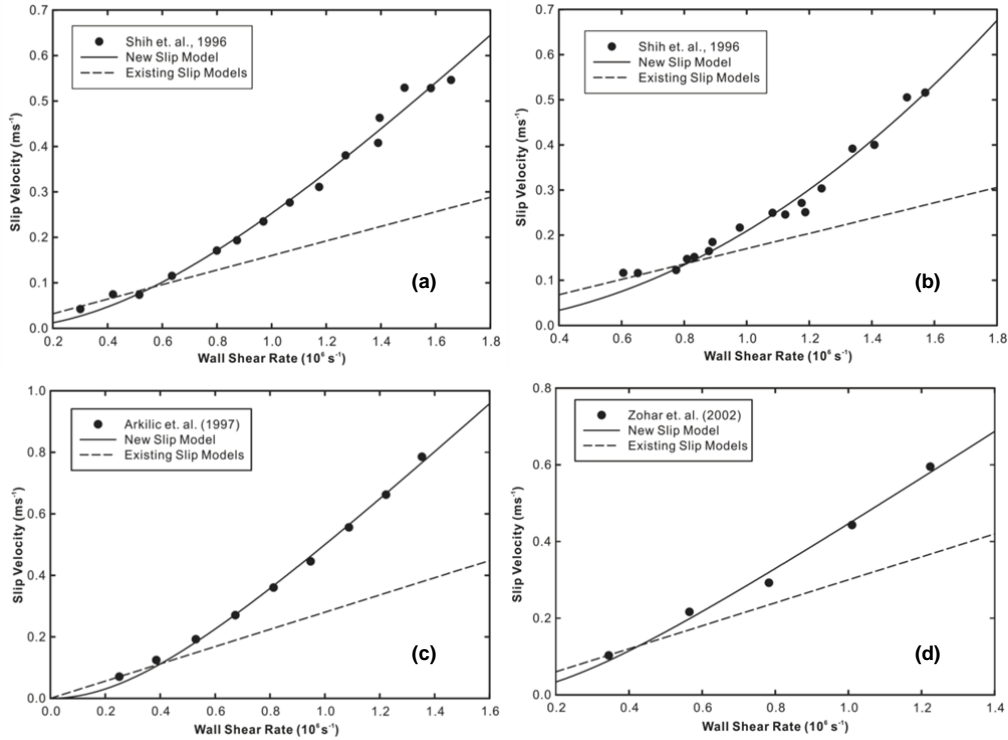 0.7
0.6
0.5
0.4
0.3
0.2
0.1
0.0
Slip Velocity (ms⁻¹)
Shih et. al., 1996
New Slip Model
Existing Slip Models
(a)
0.2 0.4 0.6 0.8 1.0 1.2 1.4 1.6 1.8
Wall Shear Rate (10⁶ s⁻¹)
0.7
0.6
0.5
0.4
0.3
0.2
0.1
0.0
Slip Velocity (ms⁻¹)
Shih et. al., 1996
New Slip Model
Existing Slip Models
(b)
0.4 0.6 0.8 1.0 1.2 1.4 1.6 1.8
Wall Shear Rate (10⁶ s⁻¹)
1.0
0.8
0.6
0.4
0.2
0.0
Slip Velocity (ms⁻¹)
Arkilic et. al. (1997)
New Slip Model
Existing Slip Models
(c)
0.0 0.2 0.4 0.6 0.8 1.0 1.2 1.4 1.6
Wall Shear Rate (10⁶ s⁻¹)
0.8
0.6
0.4
0.2
0.0
Slip Velocity (ms⁻¹)
Zohar et. al. (2002)
New Slip Model
Existing Slip Models
(d)
0.2 0.4 0.6 0.8 1.0 1.2 1.4
Wall Shear Rate (10⁶ s⁻¹)